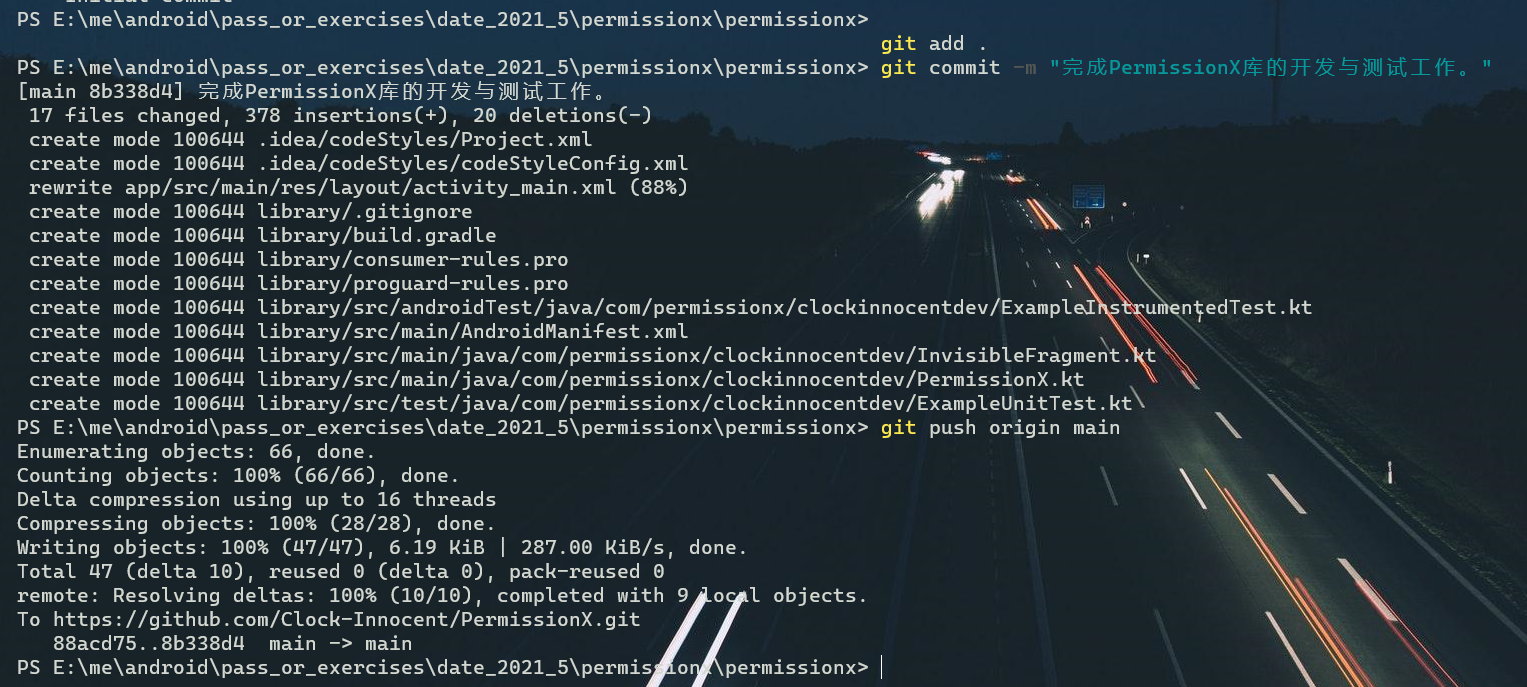 PS E:\me\android\pass_or_exercises\date_2021_5\permissionx\permissionx>
git add .
PS E:\me\android\pass_or_exercises\date_2021_5\permissionx\permissionx> git commit -m "完成PermissionX库的开发与测试工作。"
[main 8b338d4] 完成PermissionX库的开发与测试工作。
 17 files changed, 378 insertions(+), 20 deletions(-)
 create mode 100644 .idea/codeStyles/Project.xml
 create mode 100644 .idea/codeStyles/codeStyleConfig.xml
 rewrite app/src/main/res/layout/activity_main.xml (88%)
 create mode 100644 library/.gitignore
 create mode 100644 library/build.gradle
 create mode 100644 library/consumer-rules.pro
 create mode 100644 library/proguard-rules.pro
 create mode 100644 library/src/androidTest/java/com/permissionx/clockinnocentdev/ExampleInstrumentedTest.kt
 create mode 100644 library/src/main/AndroidManifest.xml
 create mode 100644 library/src/main/java/com/permissionx/clockinnocentdev/InvisibleFragment.kt
 create mode 100644 library/src/main/java/com/permissionx/clockinnocentdev/PermissionX.kt
 create mode 100644 library/src/test/java/com/permissionx/clockinnocentdev/ExampleUnitTest.kt
PS E:\me\android\pass_or_exercises\date_2021_5\permissionx\permissionx> git push origin main
Enumerating objects: 66, done.
Counting objects: 100% (66/66), done.
Delta compression using up to 16 threads
Compressing objects: 100% (28/28), done.
Writing objects: 100% (47/47), 6.19 KiB | 287.00 KiB/s, done.
Total 47 (delta 10), reused 0 (delta 0), pack-reused 0
remote: Resolving deltas: 100% (10/10), completed with 9 local objects.
To https://github.com/Clock-Innocent/PermissionX.git
   88acd75..8b338d4  main -> main
PS E:\me\android\pass_or_exercises\date_2021_5\permissionx\permissionx>